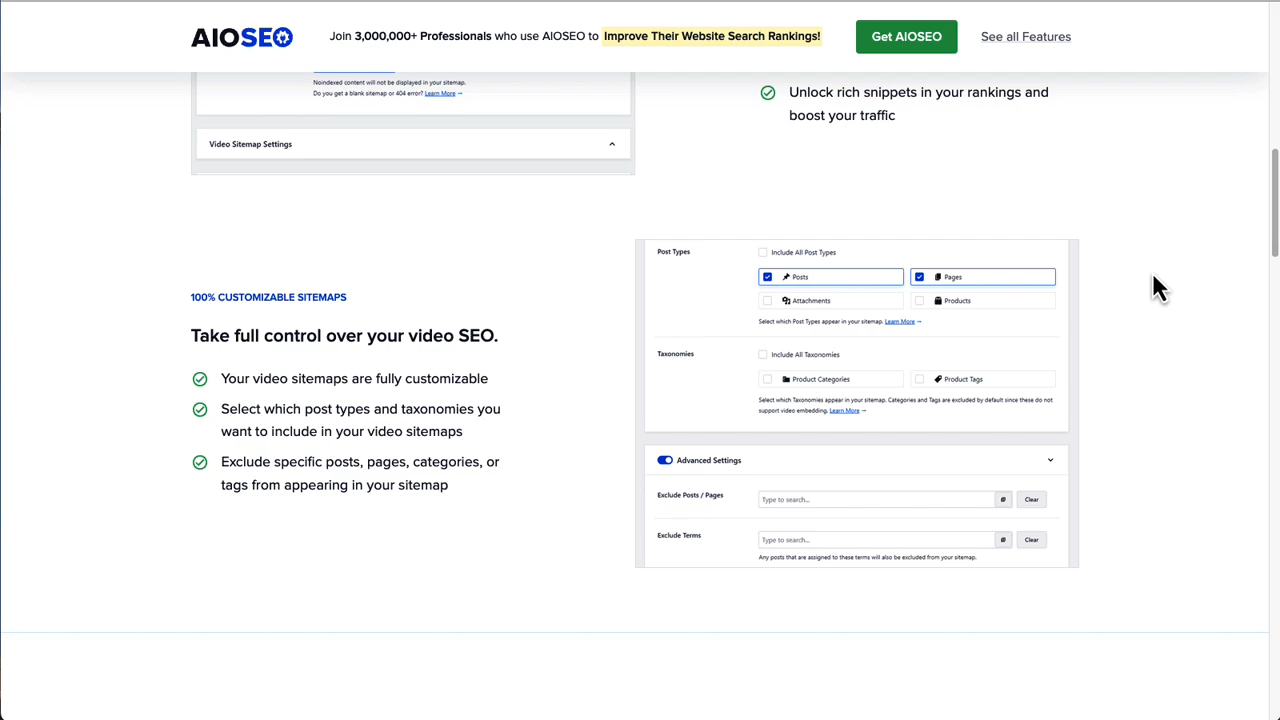 AIOSEO
Join 3,000,000+ Professionals who use AIOSEO to Improve Their Website Search Rankings!
Get AIOSEO
See all Features
Noindexed content will not be displayed in your sitemap.
Do you get a blank sitemap or 404 error? Learn More →
Video Sitemap Settings
Unlock rich snippets in your rankings and
boost your traffic
100% CUSTOMIZABLE SITEMAPS
Take full control over your video SEO.
Your video sitemaps are fully customizable
Select which post types and taxonomies you
want to include in your video sitemaps
Exclude specific posts, pages, categories, or
tags from appearing in your sitemap
Post Types
Include All Post Types
Posts
Pages
Attachments
Products
Select which Post Types appear in your sitemap. Learn More →
Taxonomies
Include All Taxonomies
Product Categories
Product Tags
Select which Taxonomies appear in your sitemap. Categories and Tags are excluded by default since these do not
support video embedding. Learn More →
Advanced Settings
Exclude Posts / Pages
Type to search...
Clear
Exclude Terms
Type to search...
Clear
Any posts that are assigned to these terms will also be excluded from your sitemap.